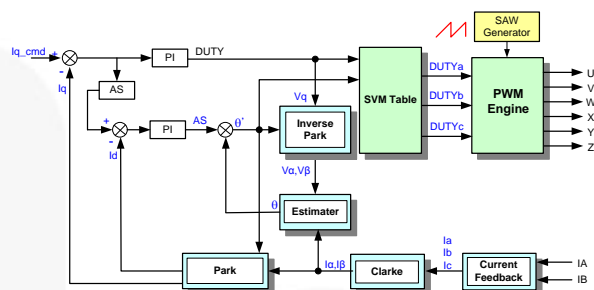 SAW
Generator
Iq_cmd
+
-
Iq
PI
DUTY
AS
+
-
Id
PI
AS
θ'
Vq
Inverse
Park
SVM Table
DUTYa
DUTYb
DUTYc
PWM
Engine
U
V
W
X
Y
Z
Vα,Vβ
θ
Estimater
Park
Iα,Iβ
Clarke
Ia
Ib
Ic
Current
Feedback
IA
IB